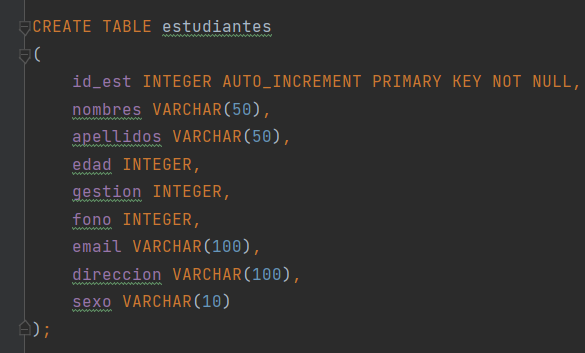 CREATE TABLE estudiantes
(
id_est INTEGER AUTO_INCREMENT PRIMARY KEY NOT NULL,
nombres VARCHAR(50),
apellidos VARCHAR(50),
edad INTEGER,
gestion INTEGER,
fono INTEGER,
email VARCHAR(100),
direccion VARCHAR(100),
sexo VARCHAR(10)
);